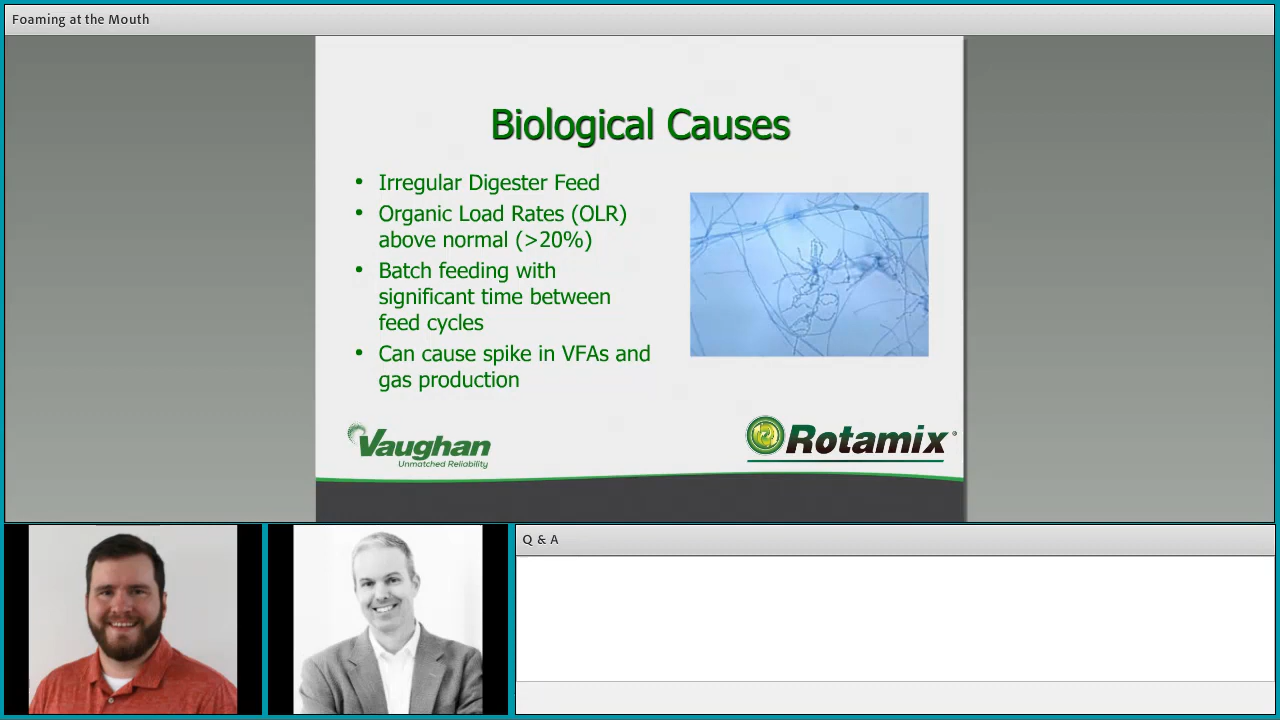 Foaming at the Mouth
Biological Causes
• Irregular Digester Feed
• Organic Load Rates (OLR)
above normal (>20%)
• Batch feeding with
significant time between
feed cycles
• Can cause spike in VFAs and
gas production
Vaughan
Unmatched Reliability
Rotamix®
Q & A